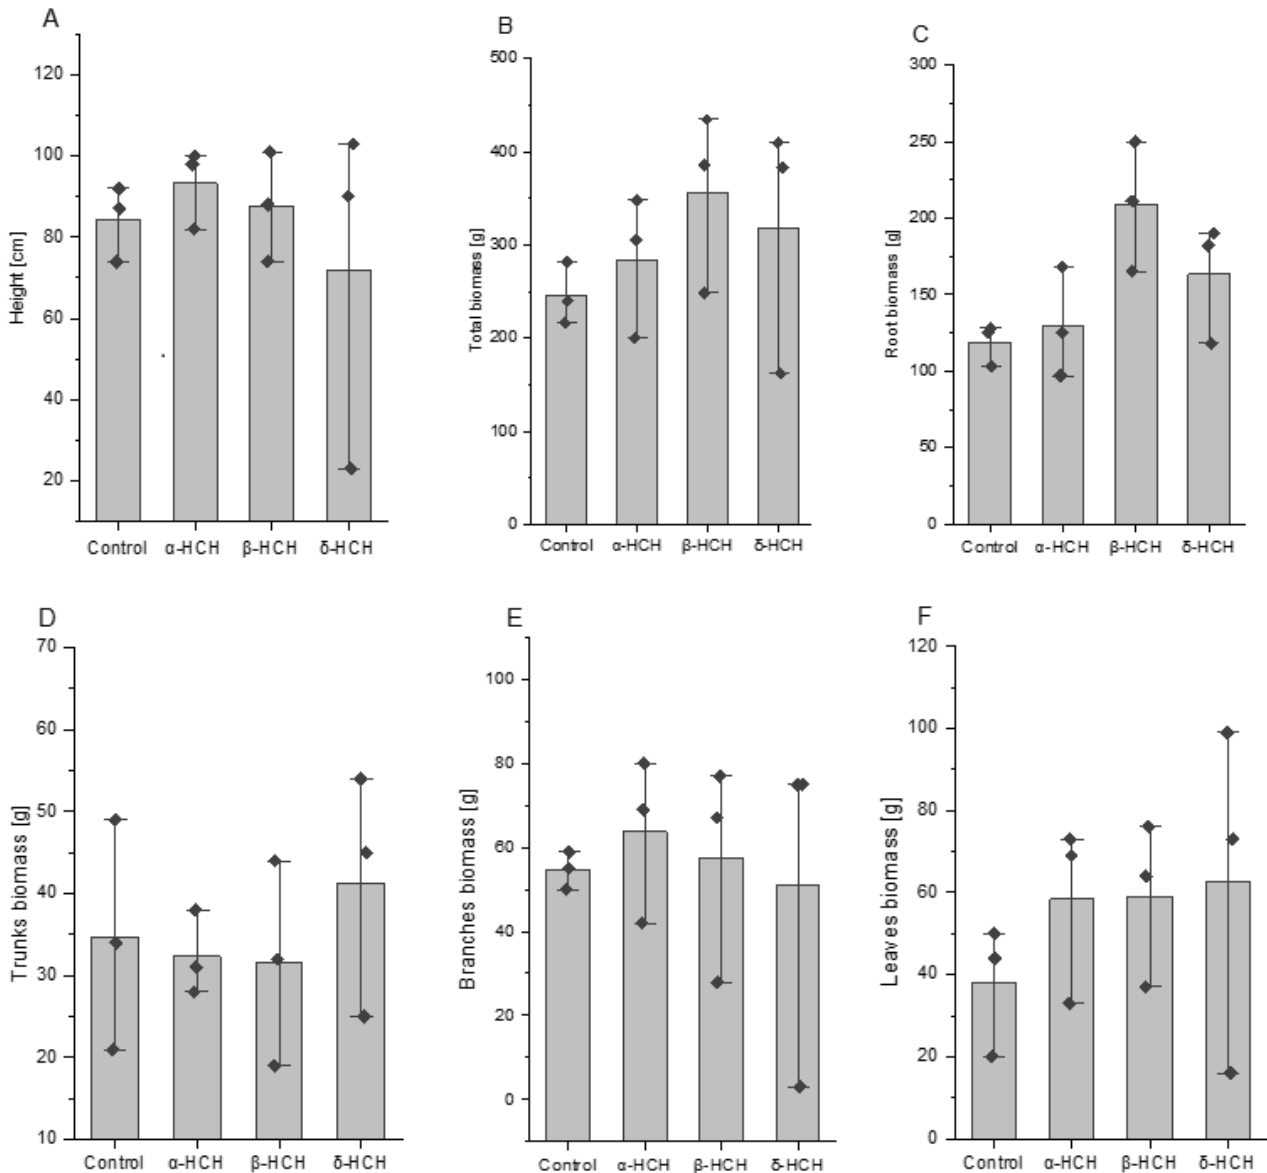 A
Height [cm]
120
100
80
60
40
20
Control α-HCH β-HCH δ-HCH
B
Total biomass [g]
500
400
300
200
100
0
Control α-HCH β-HCH δ-HCH
C
Root biomass [g]
300
250
200
150
100
50
0
Control α-HCH β-HCH δ-HCH
D
Trunks biomass [g]
70
60
50
40
30
20
10
Control α-HCH β-HCH δ-HCH
E
Branches biomass [g]
100
80
60
40
20
0
Control α-HCH β-HCH δ-HCH
F
Leaves biomass [g]
120
100
80
60
40
20
0
Control α-HCH β-HCH δ-HCH